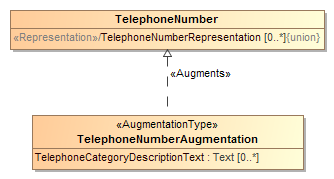 TelephoneNumber
«Representation»/TelephoneNumberRepresentation [0..*]{union}
«Augments»
«AugmentationType»
TelephoneNumberAugmentation
TelephoneCategoryDescriptionText : Text [0..*]